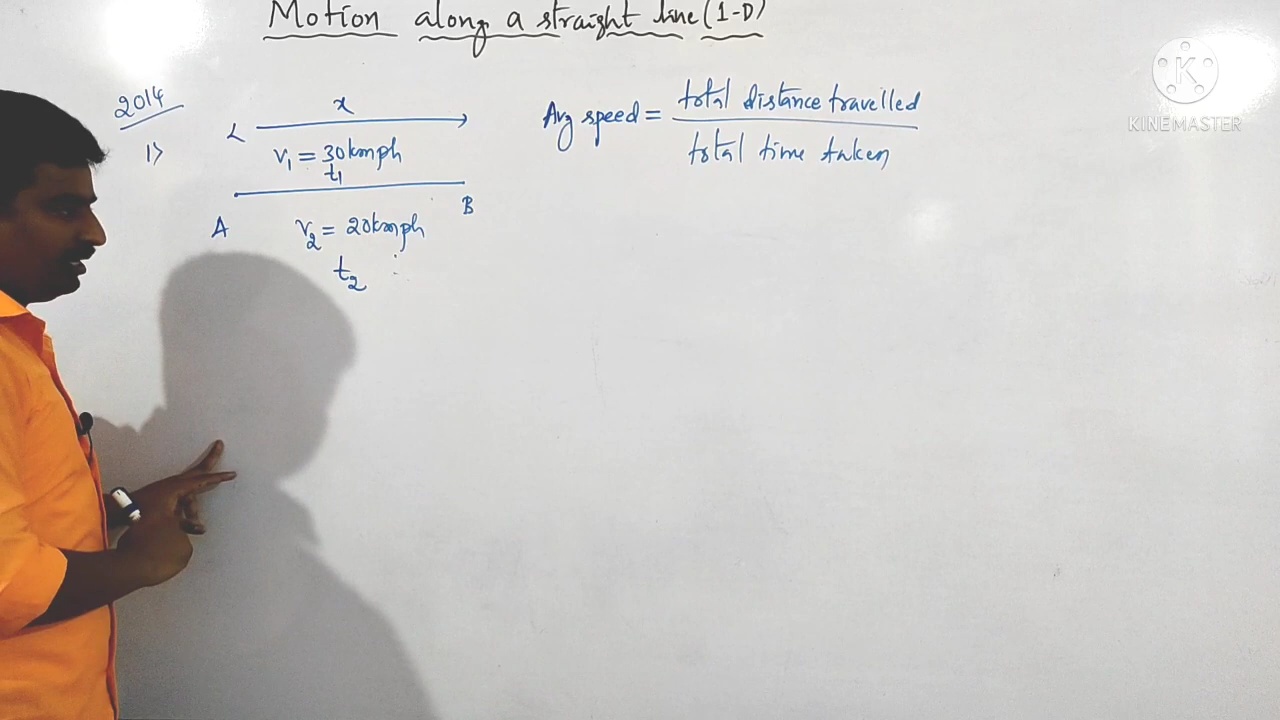 Motion along a straight line (1-D)
2014
1>
x
V₁ = 30kmph
t₁
A B
V₂ = 20kmph
t₂
Avg speed = total distance travelled
total time taken
K
KINEMASTER